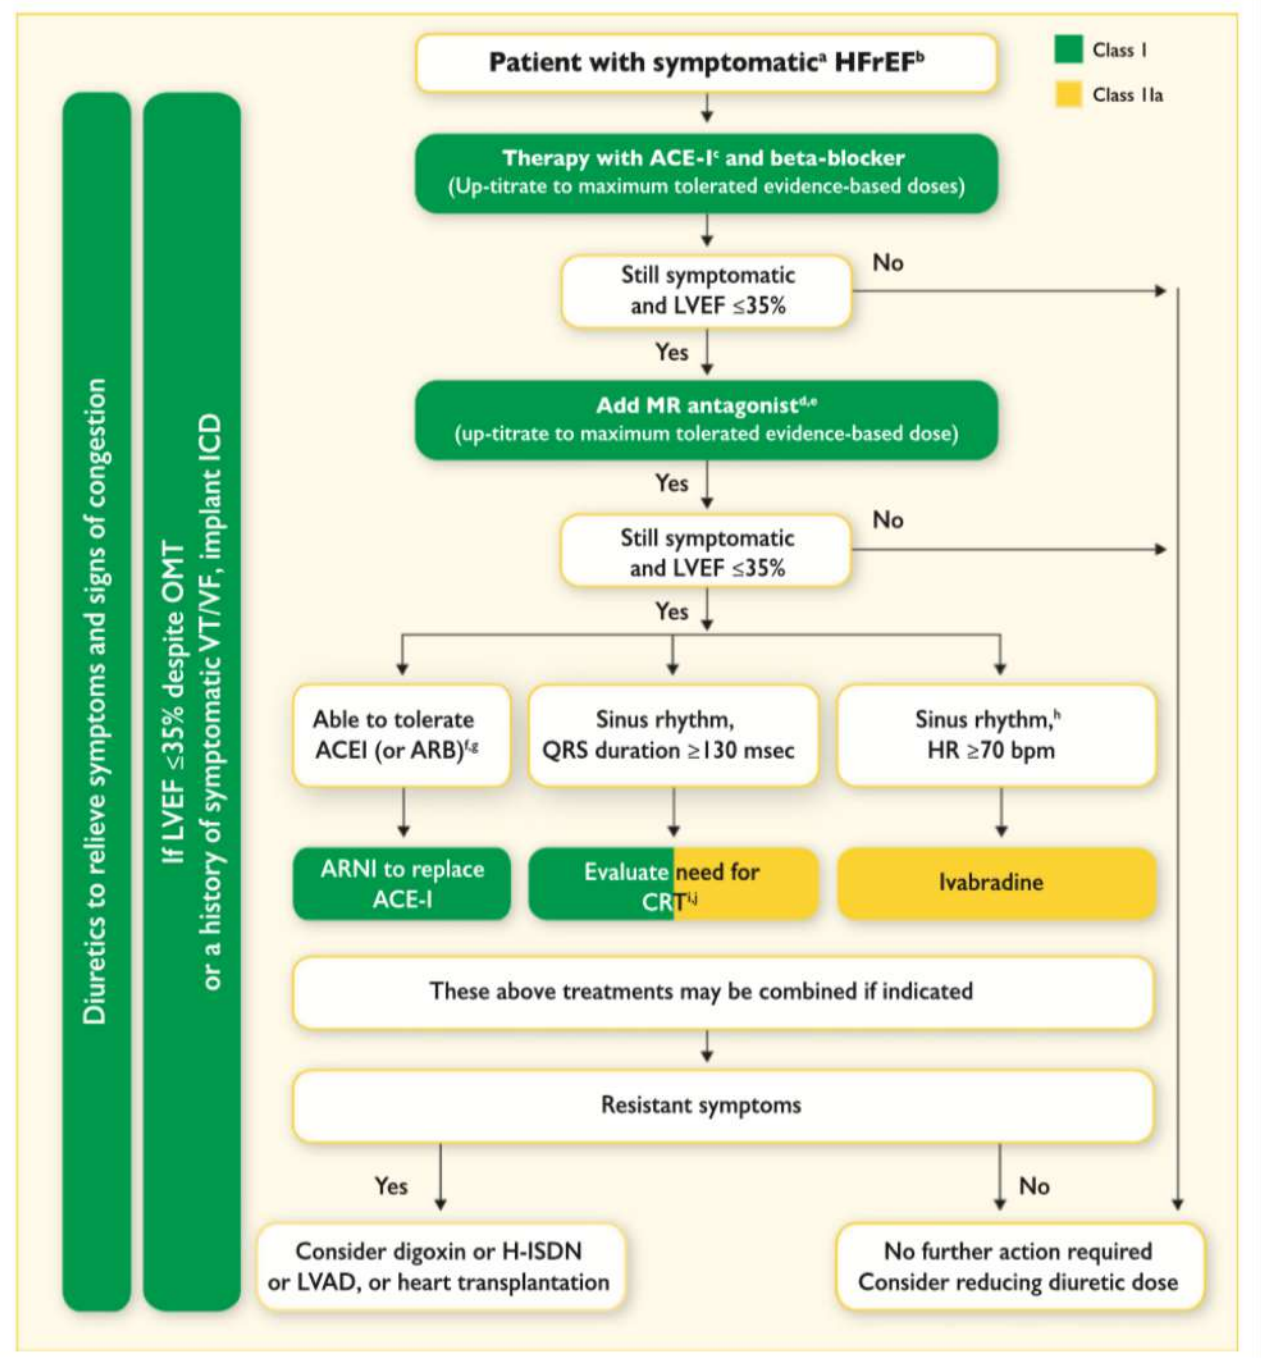 Patient with symptomaticᵃ HFrEFᵇ
Class I
Class IIa
Therapy with ACE-Iᶜ and beta-blocker
(Up-titrate to maximum tolerated evidence-based doses)
Still symptomatic
and LVEF ≤35%
No
Yes
Add MR antagonistᵈ,ᵉ
(up-titrate to maximum tolerated evidence-based dose)
Yes
Still symptomatic
and LVEF ≤35%
No
Yes
Able to tolerate
ACEI (or ARB)ᶠ,ᵍ
Sinus rhythm,
QRS duration ≥130 msec
Sinus rhythm,ʰ
HR ≥70 bpm
ARNI to replace
ACE-I
Evaluate need for
CRTⁱ,ʲ
Ivabradine
These above treatments may be combined if indicated
Resistant symptoms
Yes
No
Consider digoxin or H-ISDN
or LVAD, or heart transplantation
No further action required
Consider reducing diuretic dose
Diuretics to relieve symptoms and signs of congestion
If LVEF ≤35% despite OMT
or a history of symptomatic VT/VF, implant ICD